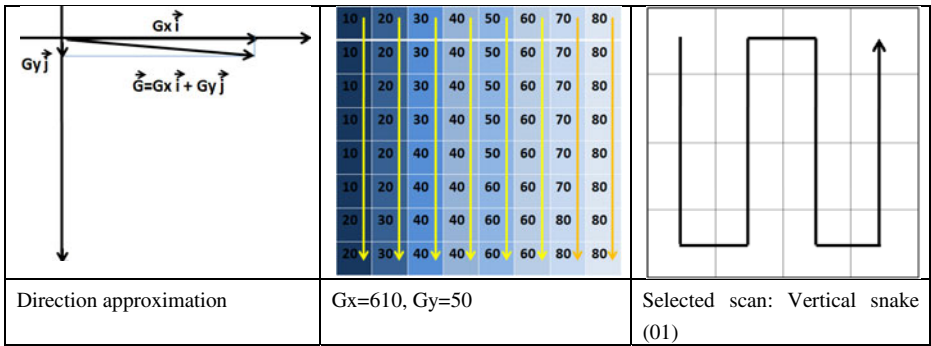 Gx i
Gy j
G=Gx i + Gy j
10 20 30 40 50 60 70 80
10 20 30 40 50 60 70 80
10 20 30 40 50 60 70 80
10 20 30 40 50 60 70 80
10 20 40 40 50 60 70 80
10 20 40 40 60 60 70 80
20 30 40 40 60 60 80 80
20 30 40 40 60 60 80 80
Direction approximation
Gx=610, Gy=50
Selected scan: Vertical snake
(01)